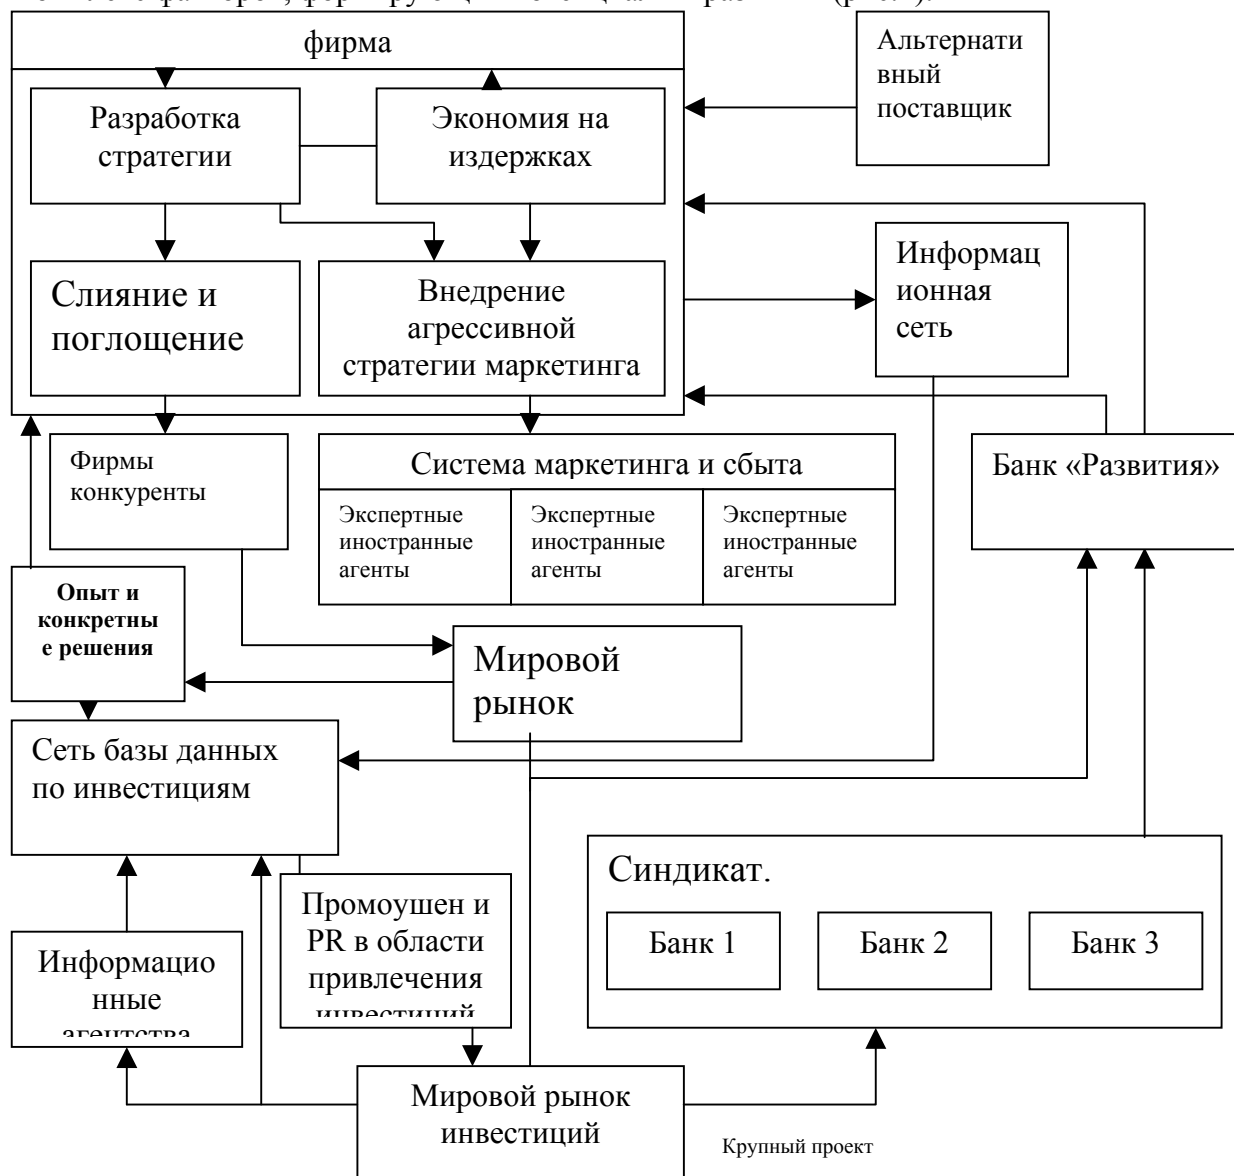 фирма
Альтернати
вный
поставщик
Разработка
стратегии
Экономия на
издержках
Информац
ионная
сеть
Слияние и
поглощение
Внедрение
агрессивной
стратегии маркетинга
Фирмы
конкуренты
Система маркетинга и сбыта
Банк «Развития»
Экспертные
иностранные
агенты
Экспертные
иностранные
агенты
Экспертные
иностранные
агенты
Опыт и
конкретны
е решения
Мировой
рынок
Сеть базы данных
по инвестициям
Синдикат.
Банк 1
Банк 2
Банк 3
Промоушен и
PR в области
привлечения
инвестиций
Информацио
нные
агентства
Мировой рынок
инвестиций
Крупный проект